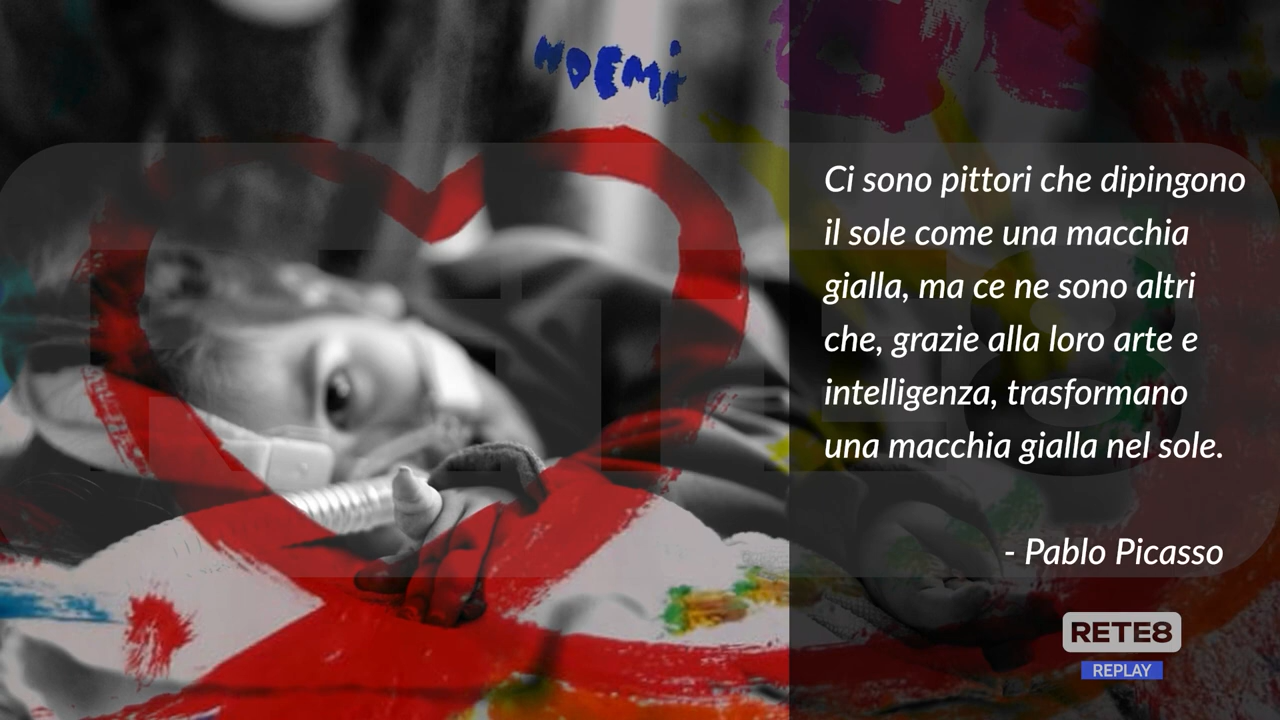 NOEMi
Ci sono pittori che dipingono
il sole come una macchia
gialla, ma ce ne sono altri
che, grazie alla loro arte e
intelligenza, trasformano
una macchia gialla nel sole.
- Pablo Picasso
RETE8
REPLAY
RETE8